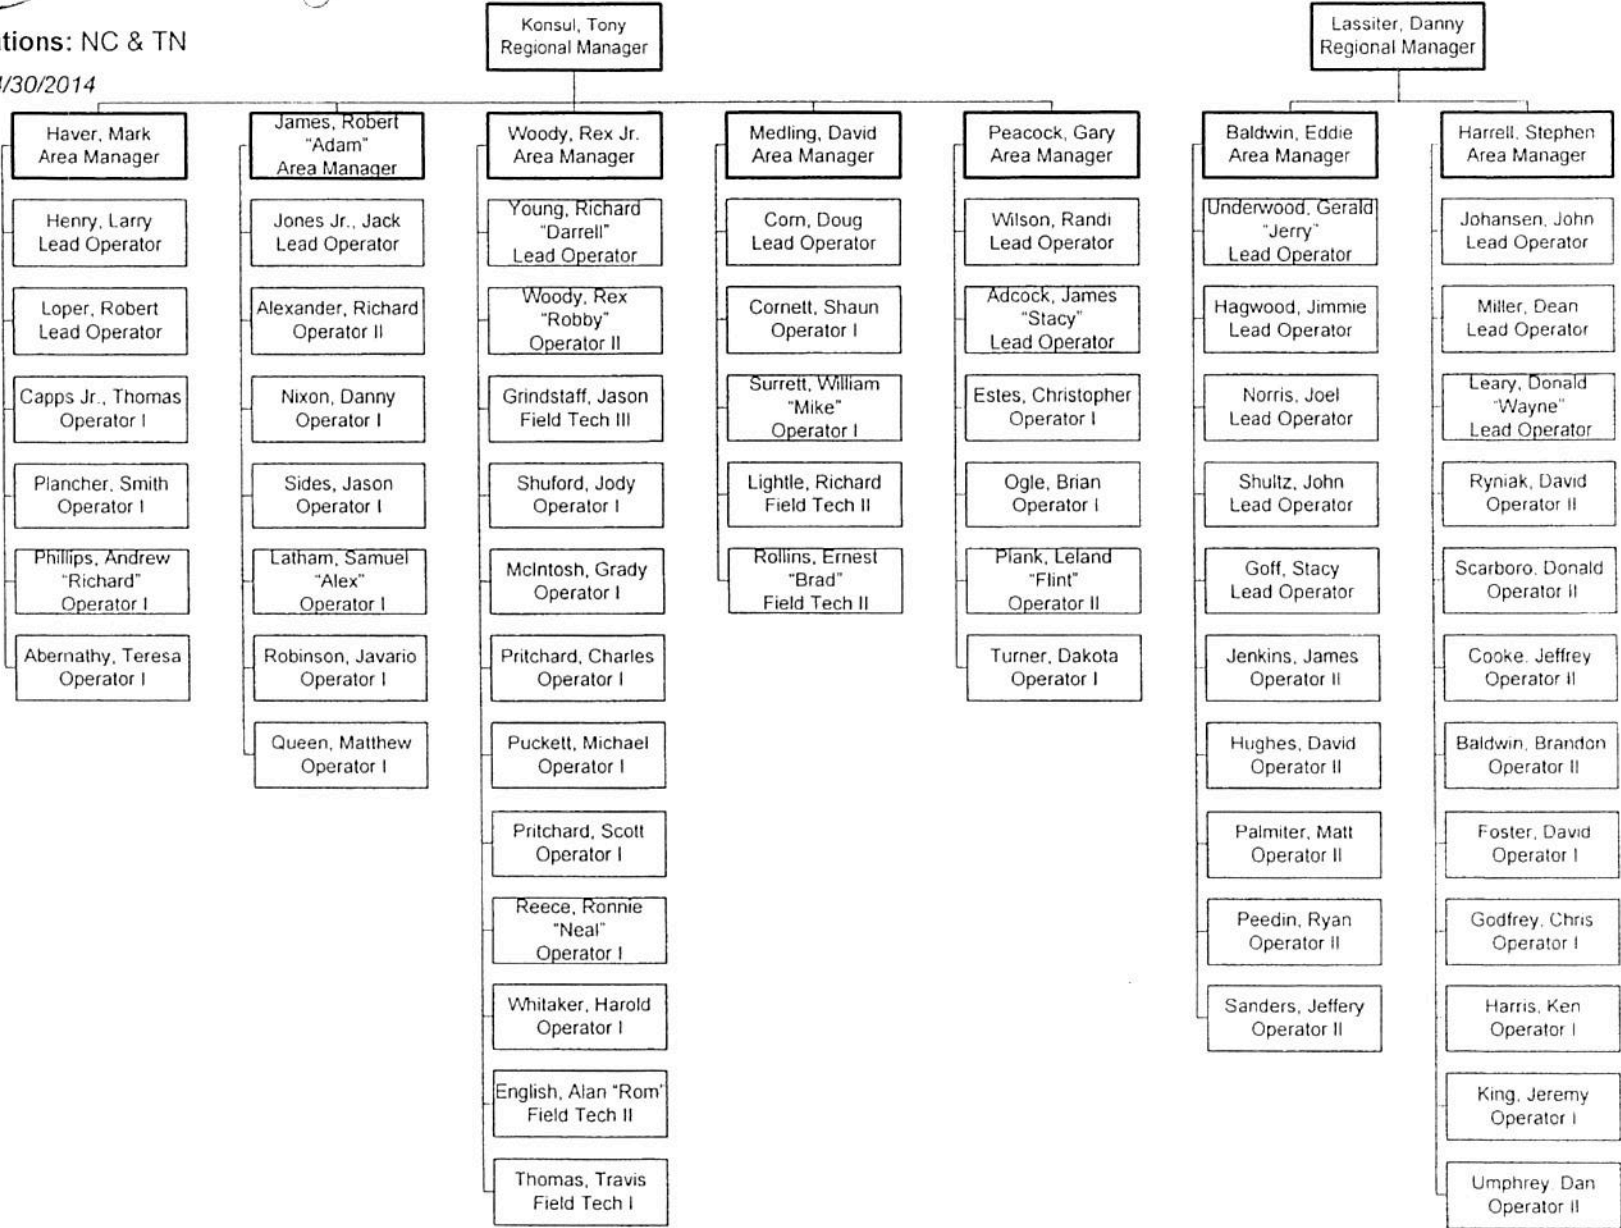 tions: NC & TN
/30/2014
Konsul, Tony
Regional Manager
Lassiter, Danny
Regional Manager
Haver, Mark
Area Manager
Henry, Larry
Lead Operator
Loper, Robert
Lead Operator
Capps Jr., Thomas
Operator I
Plancher, Smith
Operator I
Phillips, Andrew
"Richard"
Operator I
Abernathy, Teresa
Operator I
James, Robert
"Adam"
Area Manager
Jones Jr., Jack
Lead Operator
Alexander, Richard
Operator II
Nixon, Danny
Operator I
Sides, Jason
Operator I
Latham, Samuel
"Alex"
Operator I
Robinson, Javario
Operator I
Queen, Matthew
Operator I
Woody, Rex Jr.
Area Manager
Young, Richard
"Darrell"
Lead Operator
Woody, Rex
"Robby"
Operator II
Grindstaff, Jason
Field Tech III
Shuford, Jody
Operator I
McIntosh, Grady
Operator I
Pritchard, Charles
Operator I
Puckett, Michael
Operator I
Pritchard, Scott
Operator I
Reece, Ronnie
"Neal"
Operator I
Whitaker, Harold
Operator I
English, Alan "Rom"
Field Tech II
Thomas, Travis
Field Tech I
Medling, David
Area Manager
Corn, Doug
Lead Operator
Cornett, Shaun
Operator I
Surrett, William
"Mike"
Operator I
Lightle, Richard
Field Tech II
Rollins, Ernest
"Brad"
Field Tech II
Peacock, Gary
Area Manager
Wilson, Randi
Lead Operator
Adcock, James
"Stacy"
Lead Operator
Estes, Christopher
Operator I
Ogle, Brian
Operator I
Plank, Leland
"Flint"
Operator II
Turner, Dakota
Operator I
Baldwin, Eddie
Area Manager
Underwood, Gerald
"Jerry"
Lead Operator
Hagwood, Jimmie
Lead Operator
Norris, Joel
Lead Operator
Shultz, John
Lead Operator
Goff, Stacy
Lead Operator
Jenkins, James
Operator II
Hughes, David
Operator II
Palmiter, Matt
Operator II
Peedin, Ryan
Operator II
Sanders, Jeffery
Operator II
Harrell, Stephen
Area Manager
Johansen, John
Lead Operator
Miller, Dean
Lead Operator
Leary, Donald
"Wayne"
Lead Operator
Ryniak, David
Operator II
Scarboro, Donald
Operator II
Cooke, Jeffrey
Operator II
Baldwin, Brandon
Operator II
Foster, David
Operator I
Godfrey, Chris
Operator I
Harris, Ken
Operator I
King, Jeremy
Operator I
Umphrey, Dan
Operator II